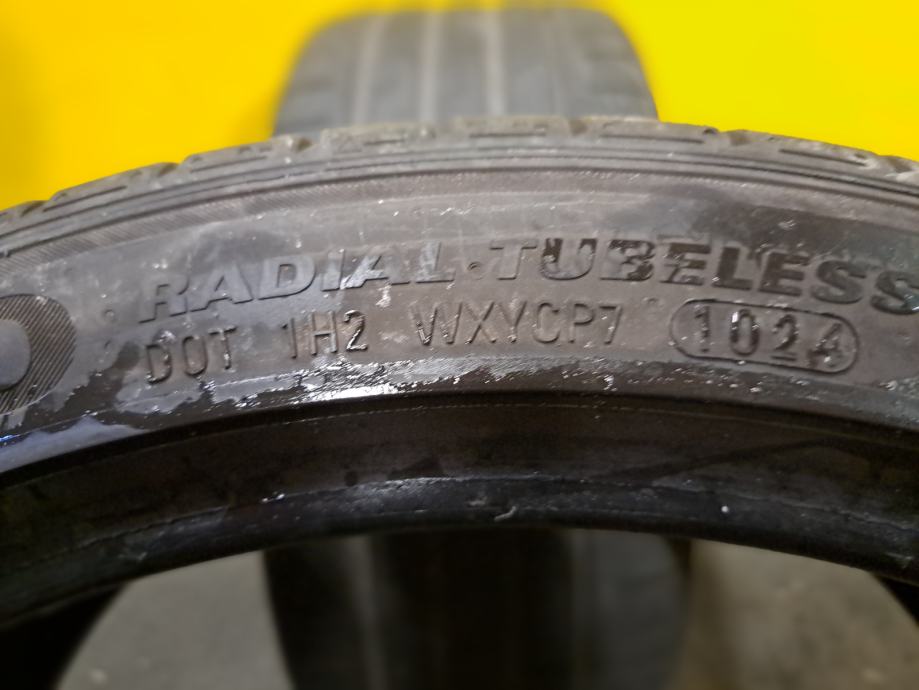 RADIAL·TUBELESS
DOT 1H2 WXYCP7 1024